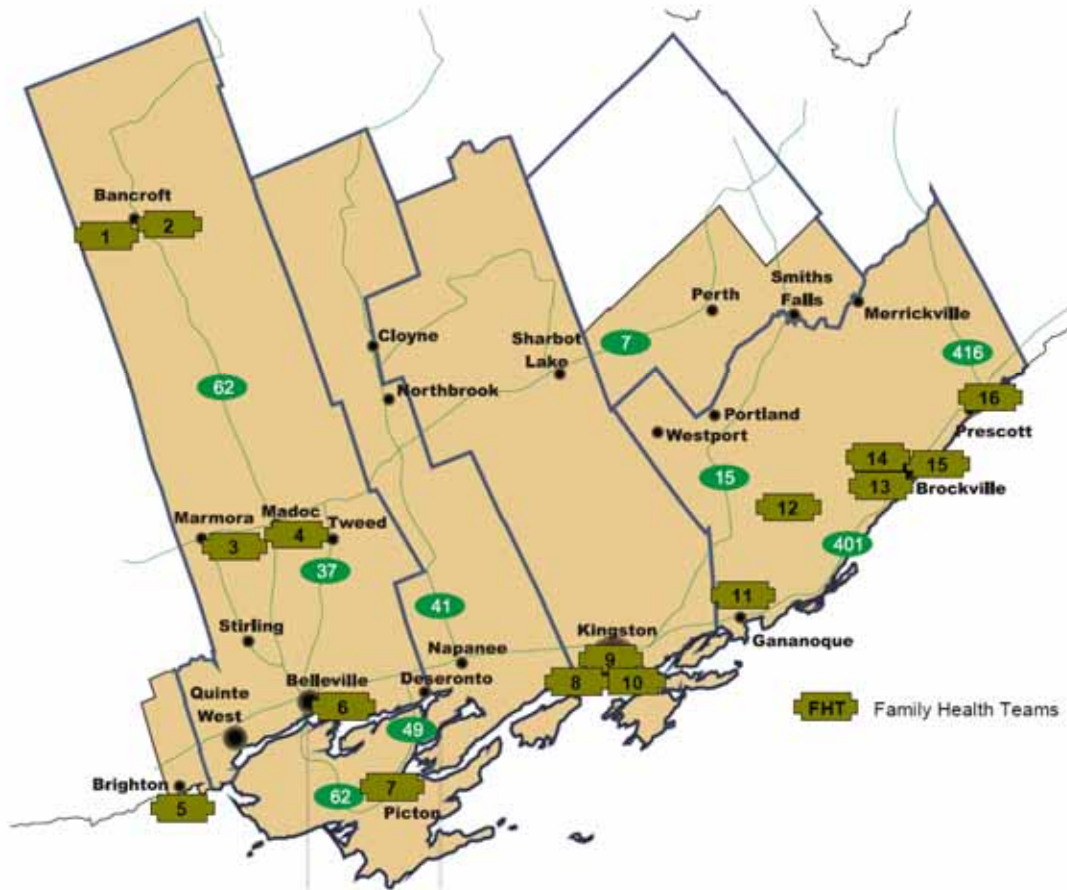 Bancroft
1
2
Cloyne
Sharbot
Lake
7
Perth
Smiths
Falls
Merrickville
62
Northbrook
416
16
Prescott
Portland
Westport
15
14
15
13
Brockville
12
Marmora
Madoc
Tweed
3
4
37
401
41
11
Gananoque
Stirling
Kingston
9
8
10
Napanee
Deseronto
Belleville
6
Quinte
West
49
FHT Family Health Teams
Brighton
5
62
7
Picton